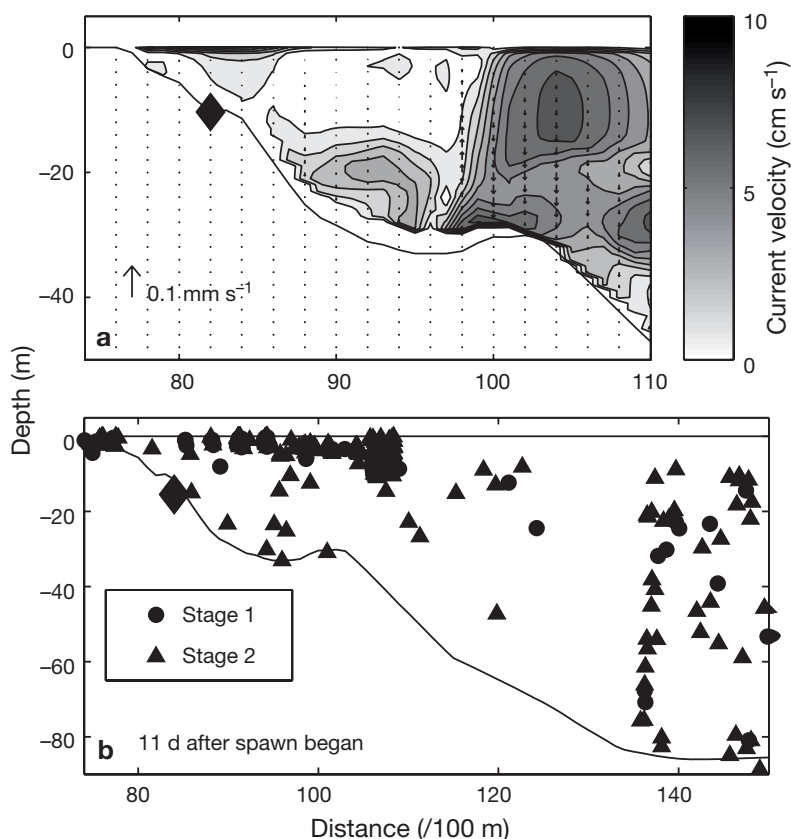 0
−20
−40
0.1 mm s⁻¹
a
80
90
100
110
10
5
0
Current velocity (cm s⁻¹)
Depth (m)
0
−20
−40
−60
−80
Stage 1
Stage 2
b 11 d after spawn began
80
100
120
140
Distance (/100 m)